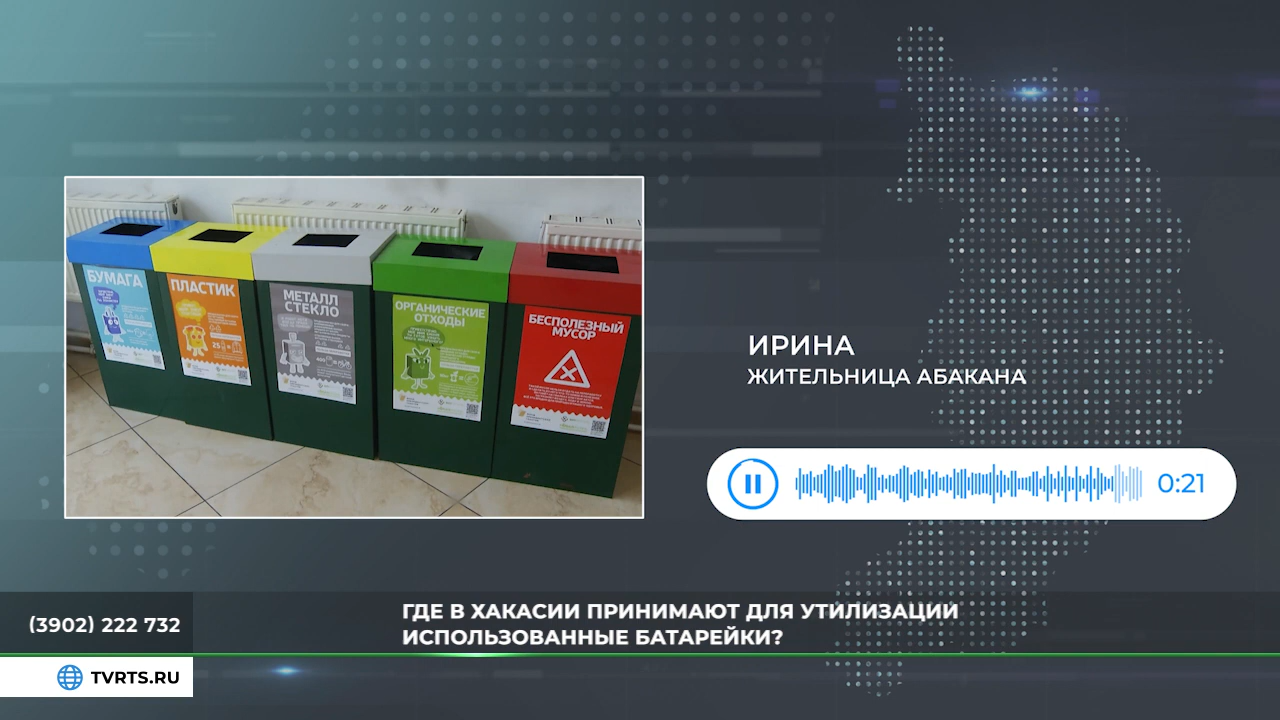 БУМАГА
ПЛАСТИК
МЕТАЛЛ
СТЕКЛО
ОРГАНИЧЕСКИЕ
ОТХОДЫ
БЕСПОЛЕЗНЫЙ
МУСОР
ИРИНА
ЖИТЕЛЬНИЦА АБАКАНА
0:21
(3902) 222 732
ГДЕ В ХАКАСИИ ПРИНИМАЮТ ДЛЯ УТИЛИЗАЦИИ
ИСПОЛЬЗОВАННЫЕ БАТАРЕЙКИ?
TVRTS.RU